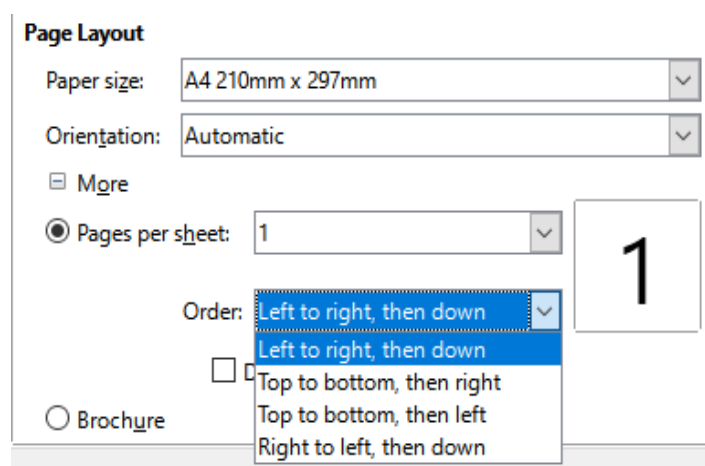 Page Layout
Paper size: A4 210mm x 297mm
Orientation: Automatic
More
Pages per sheet: 1
1
Order: Left to right, then down
Left to right, then down
Top to bottom, then right
Top to bottom, then left
Right to left, then down
Brochure